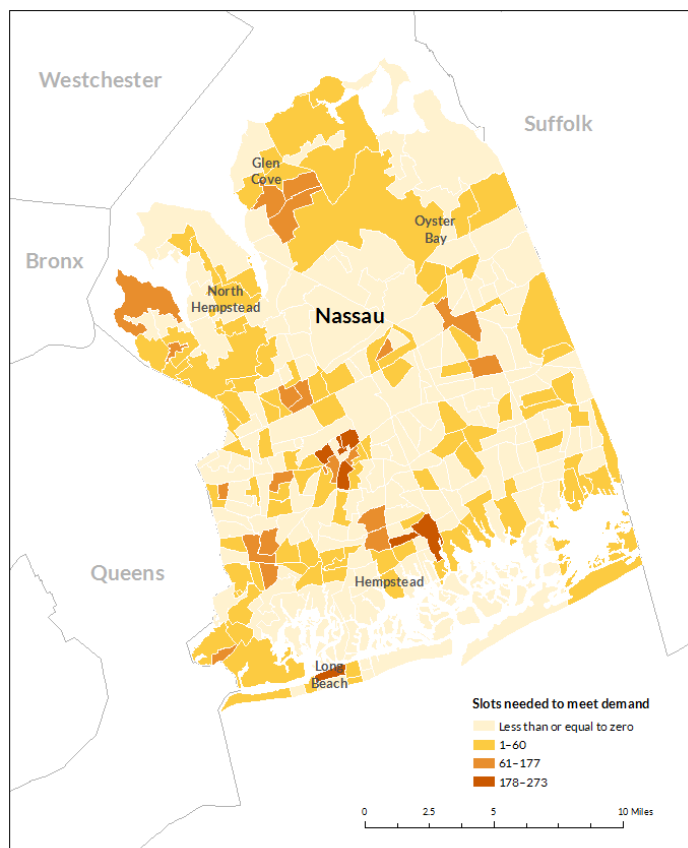 Westchester
Suffolk
Glen
Cove
Oyster
Bay
Bronx
North
Hempstead
Nassau
Queens
Hempstead
Long
Beach
Slots needed to meet demand
Less than or equal to zero
1–60
61–177
178–273
0 2.5 5 10 Miles